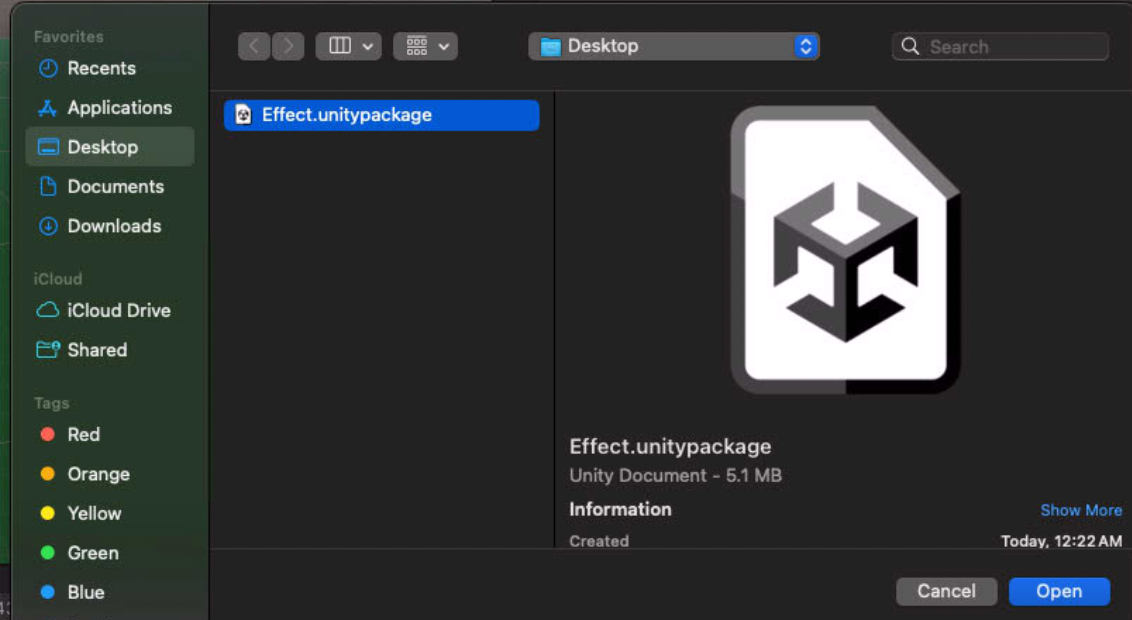 Favorites
Recents
Applications
Desktop
Documents
Downloads
iCloud
iCloud Drive
Shared
Tags
Red
Orange
Yellow
Green
Blue
Desktop
Search
Effect.unitypackage
Effect.unitypackage
Unity Document - 5.1 MB
Information
Show More
Created
Today, 12:22 AM
Cancel
Open